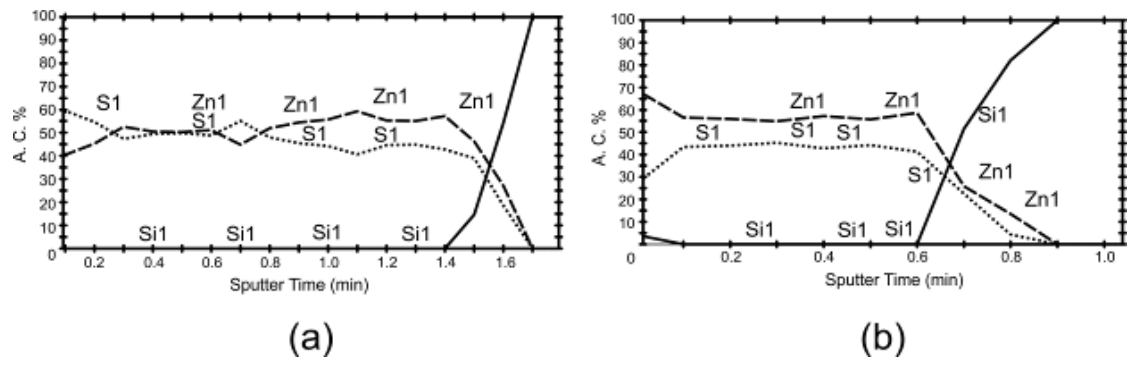 100
90
80
70
60
50
40
30
20
10
0
A. C. %
S1
Zn1
S1
Zn1
S1
Zn1
S1
Zn1
Si1
Si1
Si1
Si1
0.2 0.4 0.6 0.8 1.0 1.2 1.4 1.6
Sputter Time (min)
(a)
100
90
80
70
60
50
40
30
20
10
0
A. C. %
Zn1
Zn1
Si1
S1
S1
S1
S1
Zn1
Zn1
Si1
Si1
Si1
0.2 0.4 0.6 0.8 1.0
Sputter Time (min)
(b)